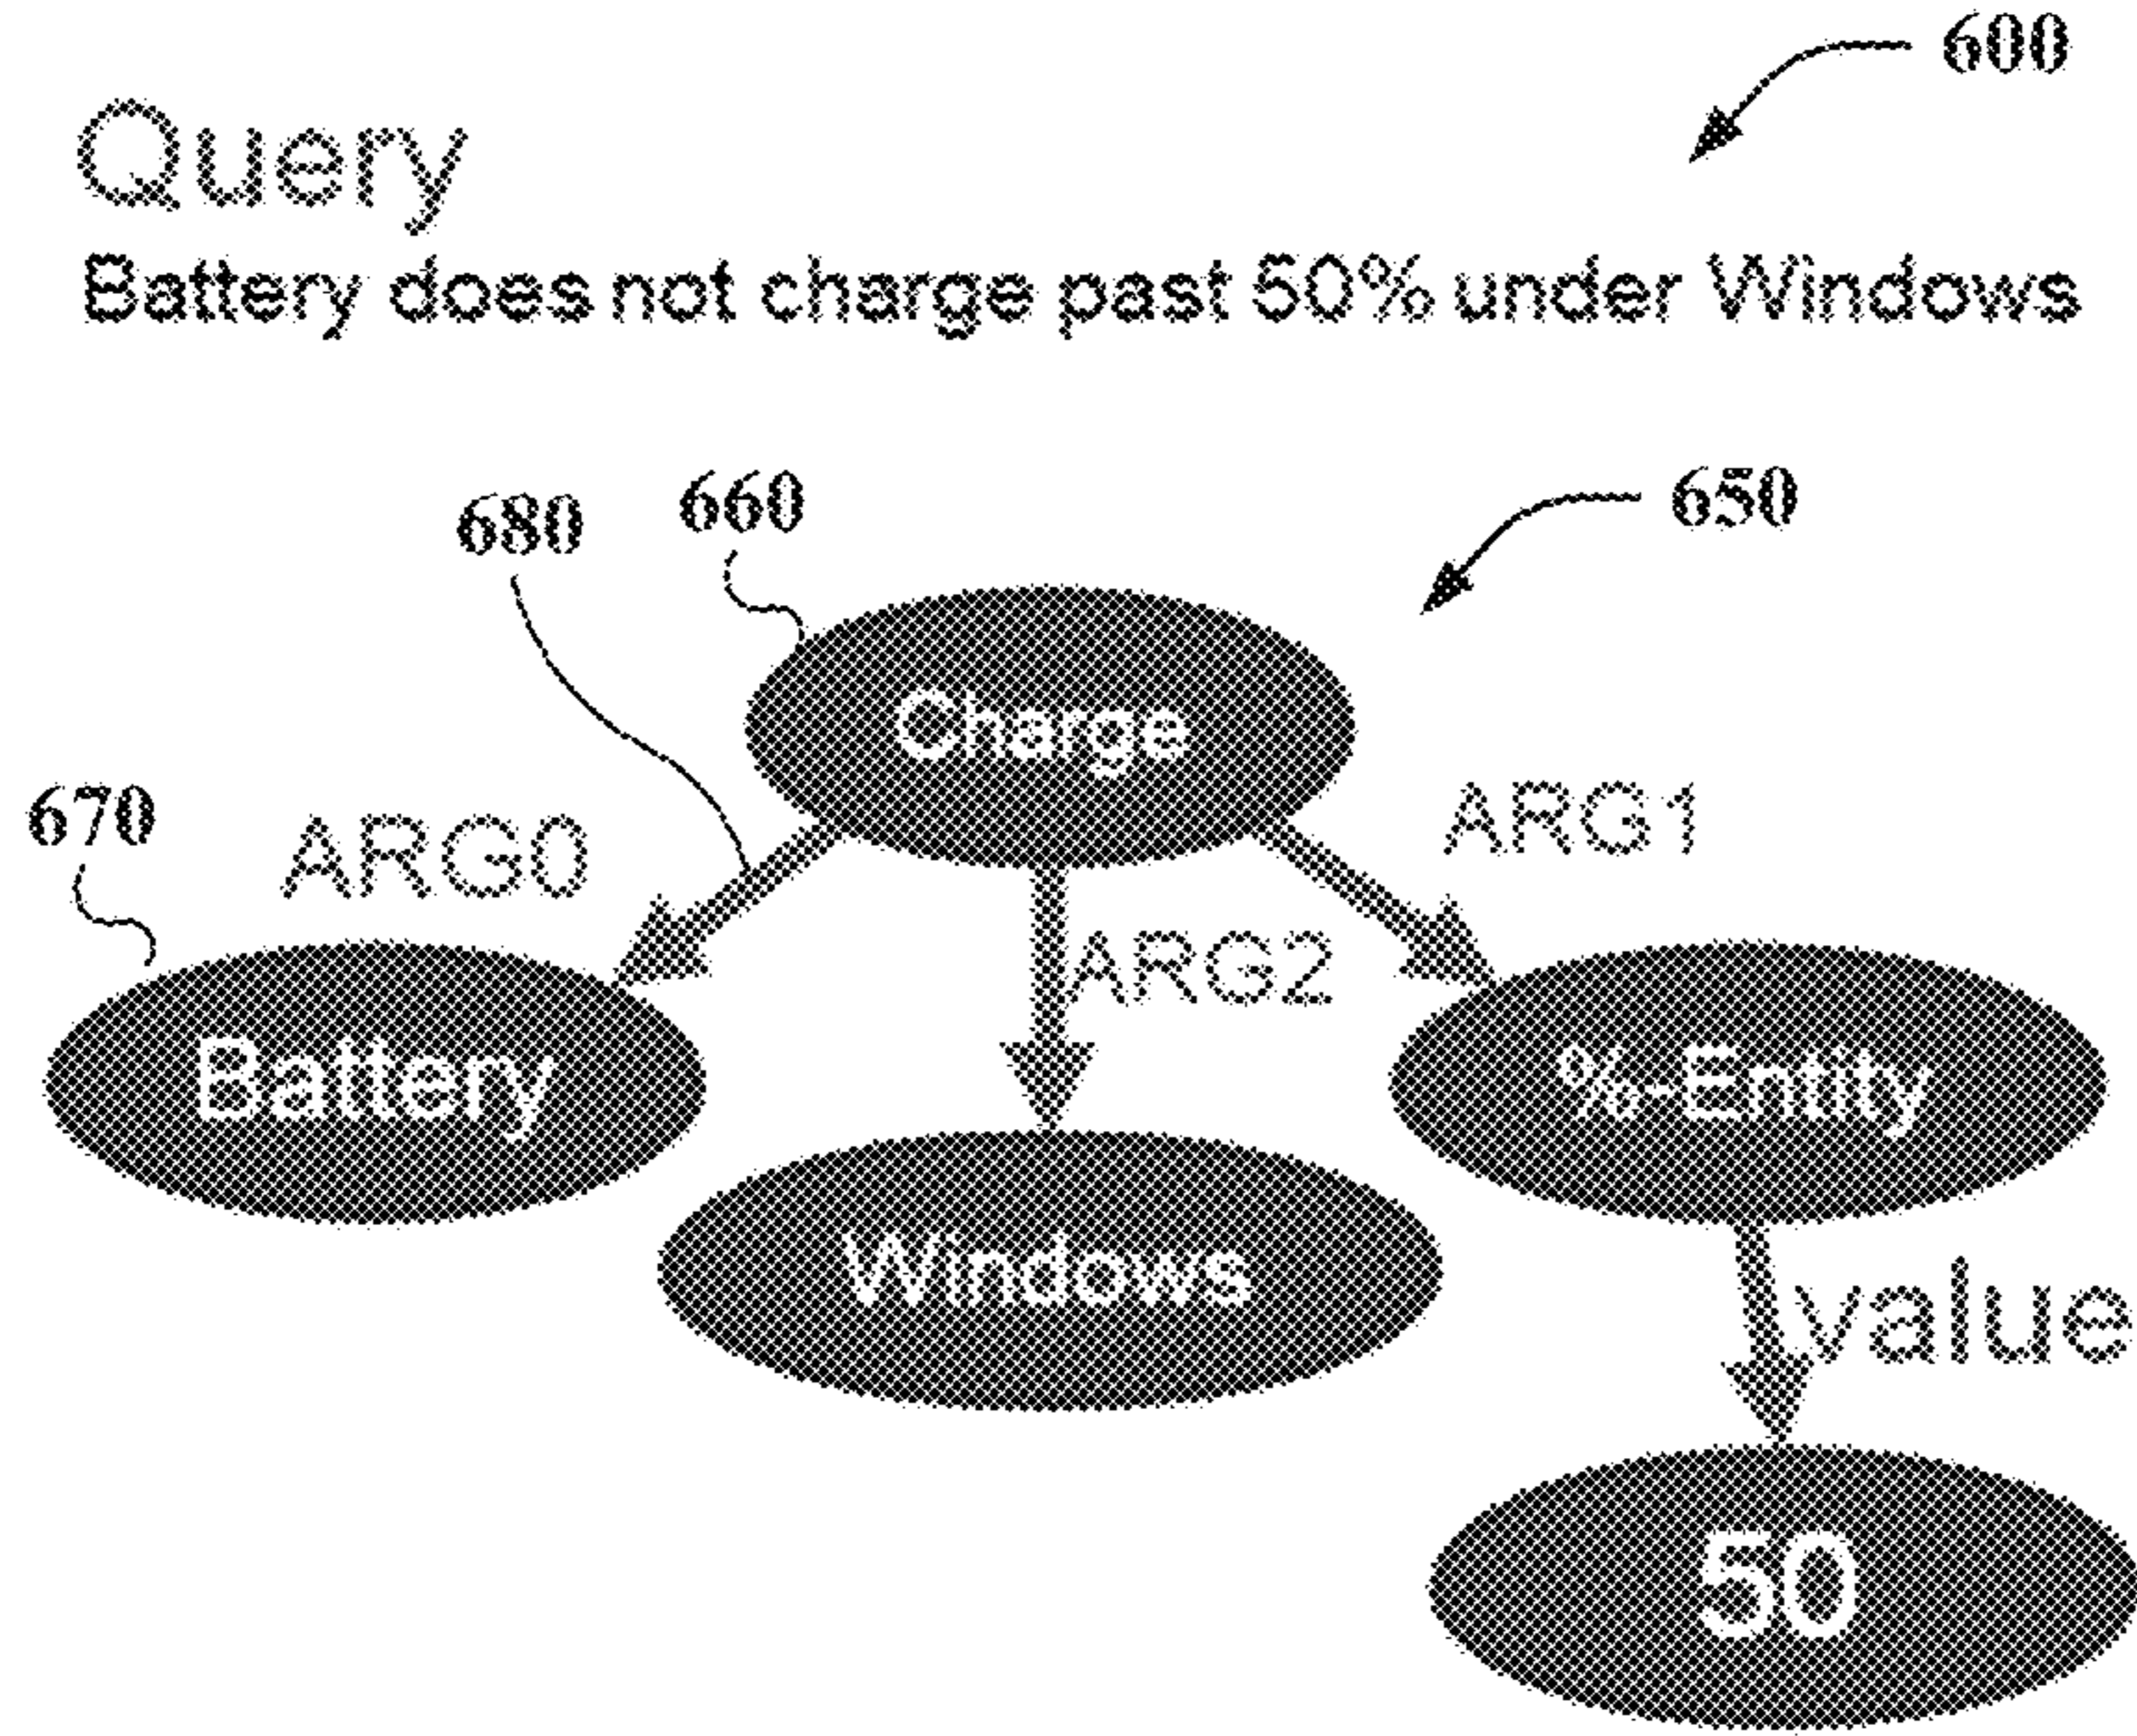 600
Query
Battery does not charge past 50% under Windows
680 660 650
Charge
670 ARG0 ARG1
ARG2
Battery %-Entity
Windows
value
50